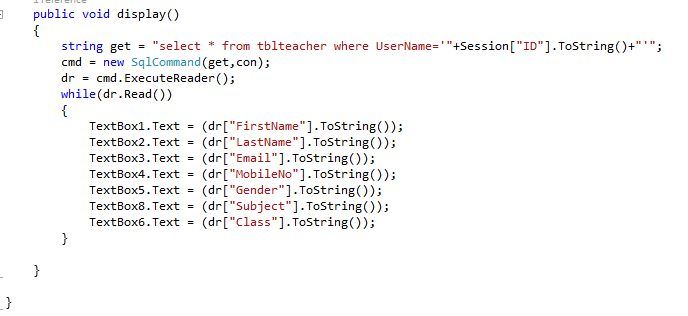 1 reference
public void display()
{
string get = "select * from tblteacher where UserName='"+Session["ID"].ToString()+"'";
cmd = new SqlCommand(get,con);
dr = cmd.ExecuteReader();
while(dr.Read())
{
TextBox1.Text = (dr["FirstName"].ToString());
TextBox2.Text = (dr["LastName"].ToString());
TextBox3.Text = (dr["Email"].ToString());
TextBox4.Text = (dr["MobileNo"].ToString());
TextBox5.Text = (dr["Gender"].ToString());
TextBox8.Text = (dr["Subject"].ToString());
TextBox6.Text = (dr["Class"].ToString());
}
}
}